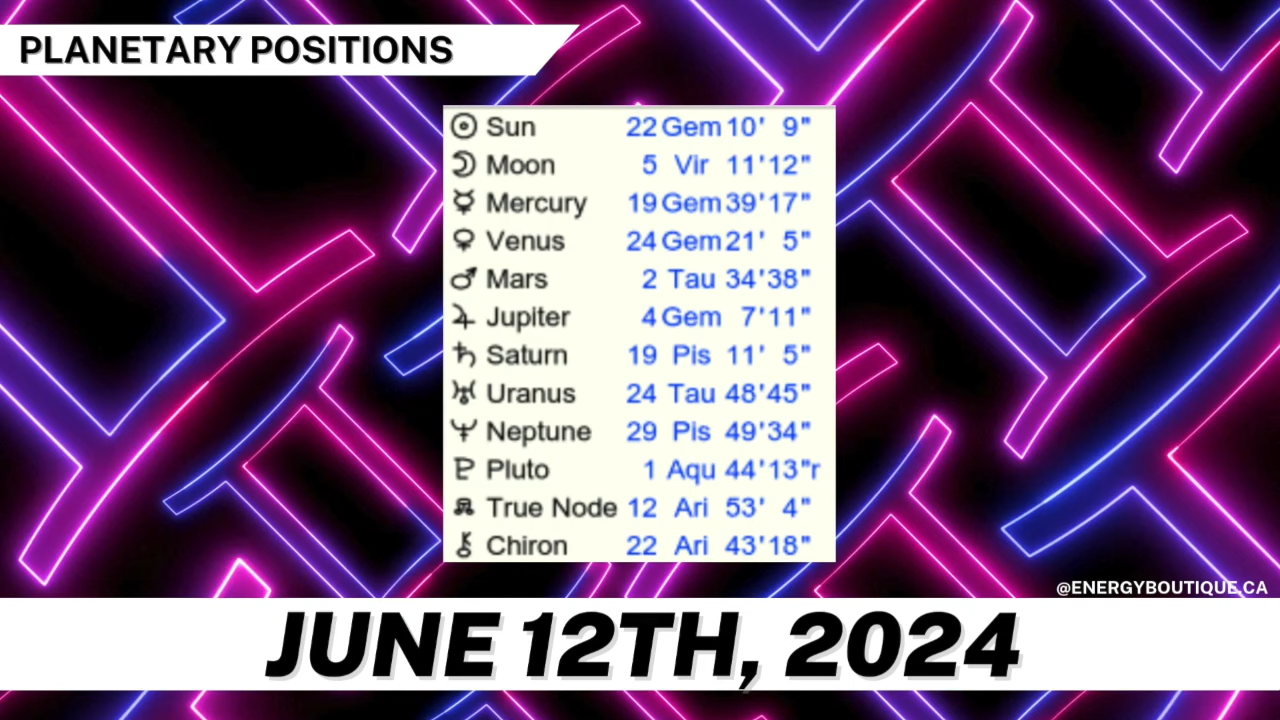 PLANETARY POSITIONS
Sun 22 Gem 10' 9"
Moon 5 Vir 11'12"
Mercury 19 Gem 39'17"
Venus 24 Gem 21' 5"
Mars 2 Tau 34'38"
Jupiter 4 Gem 7'11"
Saturn 19 Pis 11' 5"
Uranus 24 Tau 48'45"
Neptune 29 Pis 49'34"
Pluto 1 Aqu 44'13"r
True Node 12 Ari 53' 4"
Chiron 22 Ari 43'18"
@ENERGYBOUTIQUE.CA
JUNE 12TH, 2024